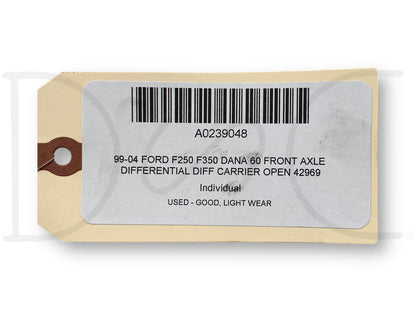 A0239048
99-04 FORD F250 F350 DANA 60 FRONT AXLE
DIFFERENTIAL DIFF CARRIER OPEN 42969
Individual
USED - GOOD, LIGHT WEAR